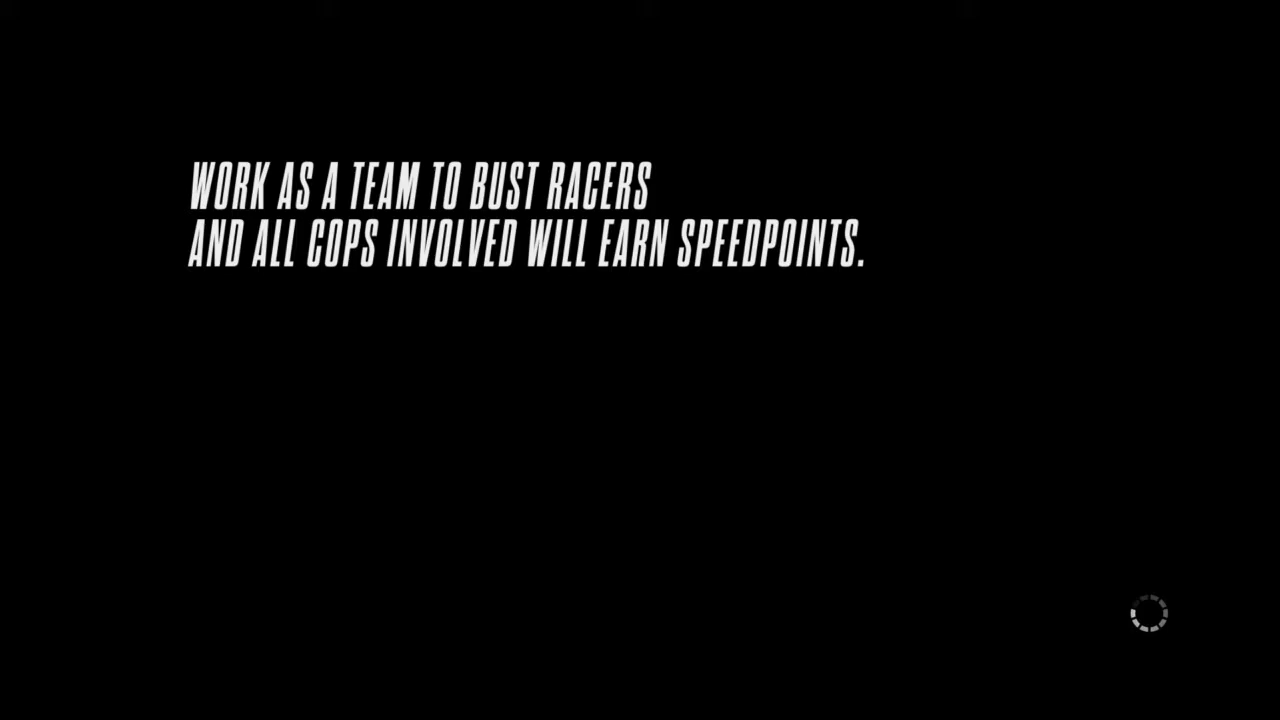 WORK AS A TEAM TO BUST RACERS
AND ALL COPS INVOLVED WILL EARN SPEEDPOINTS.